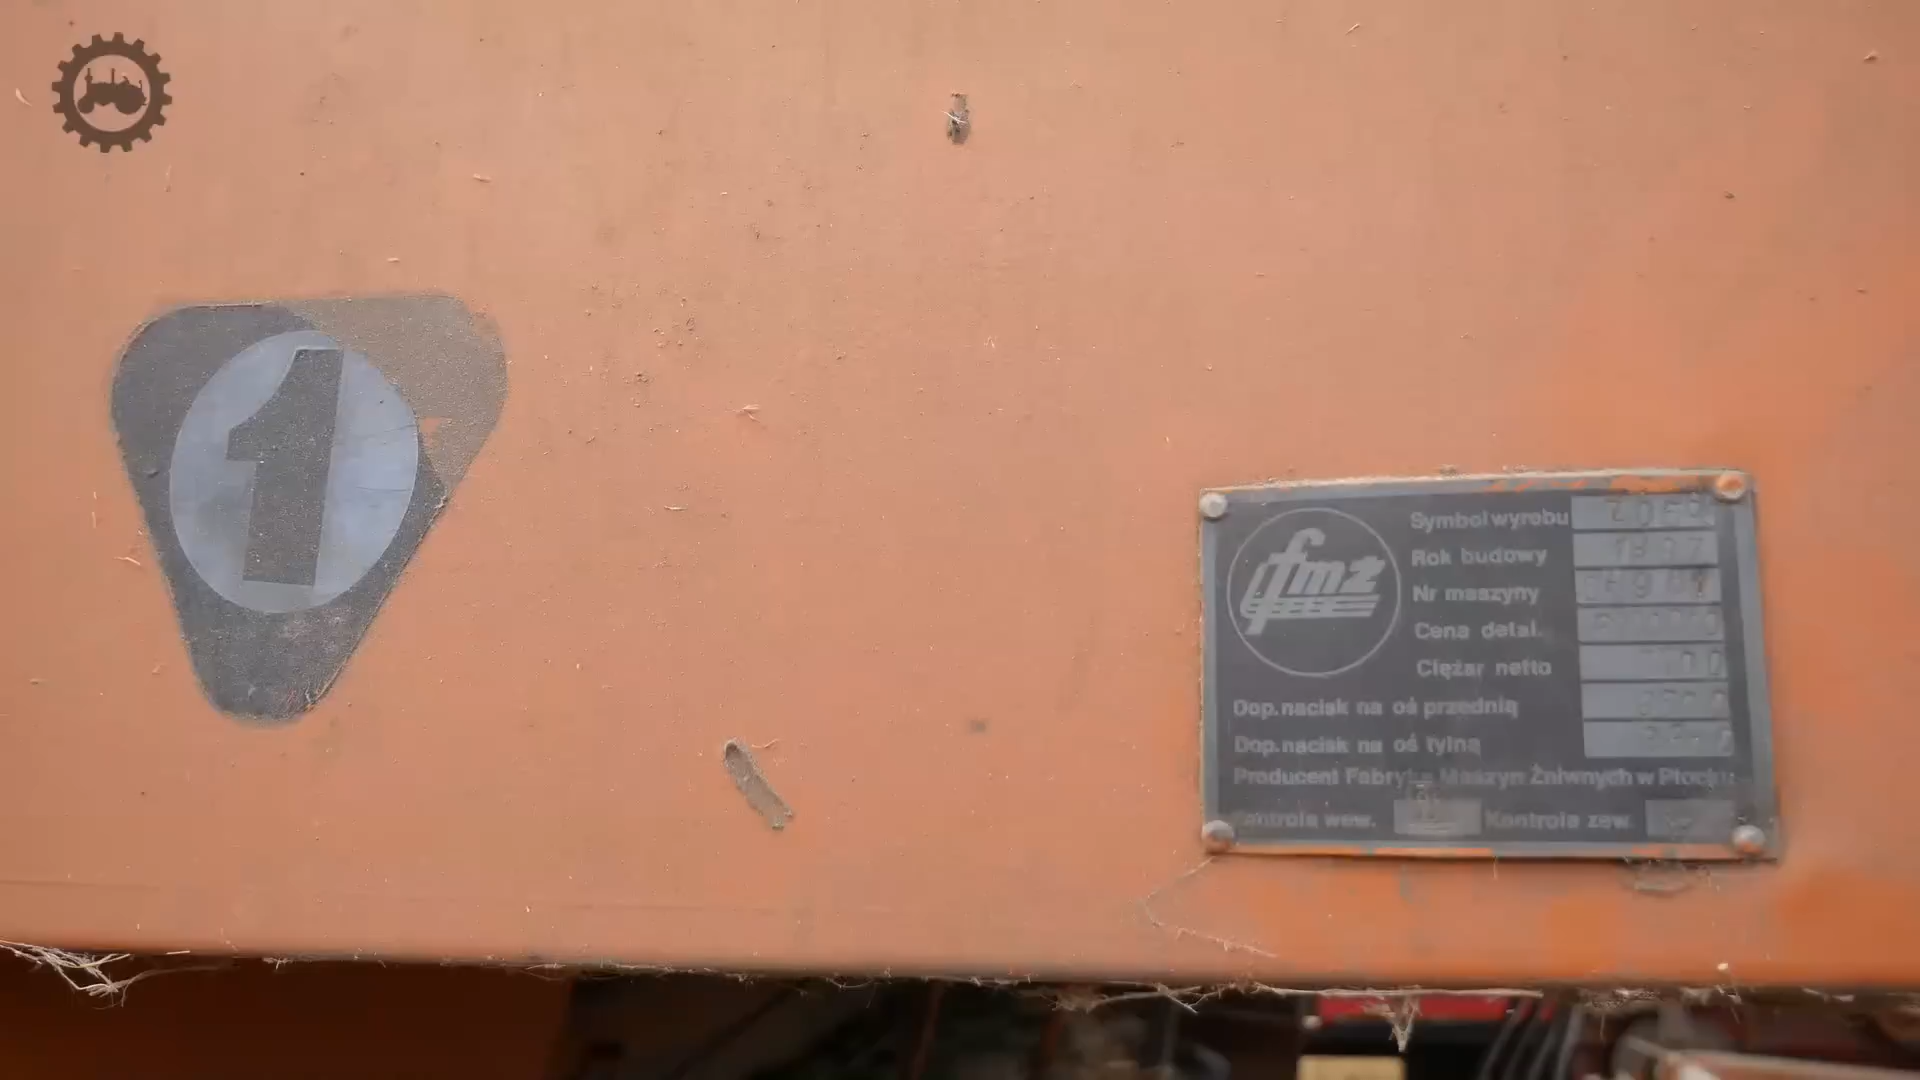 1
fmż
Symbol wyrobu
Rok budowy
Nr maszyny
Cena detal.
Ciężar netto
Dop.nacisk na oś przednią
Dop.nacisk na oś tylną
Producent Fabryka Maszyn Żniwnych w Płocku
Kontrola wew. Kontrola zew.